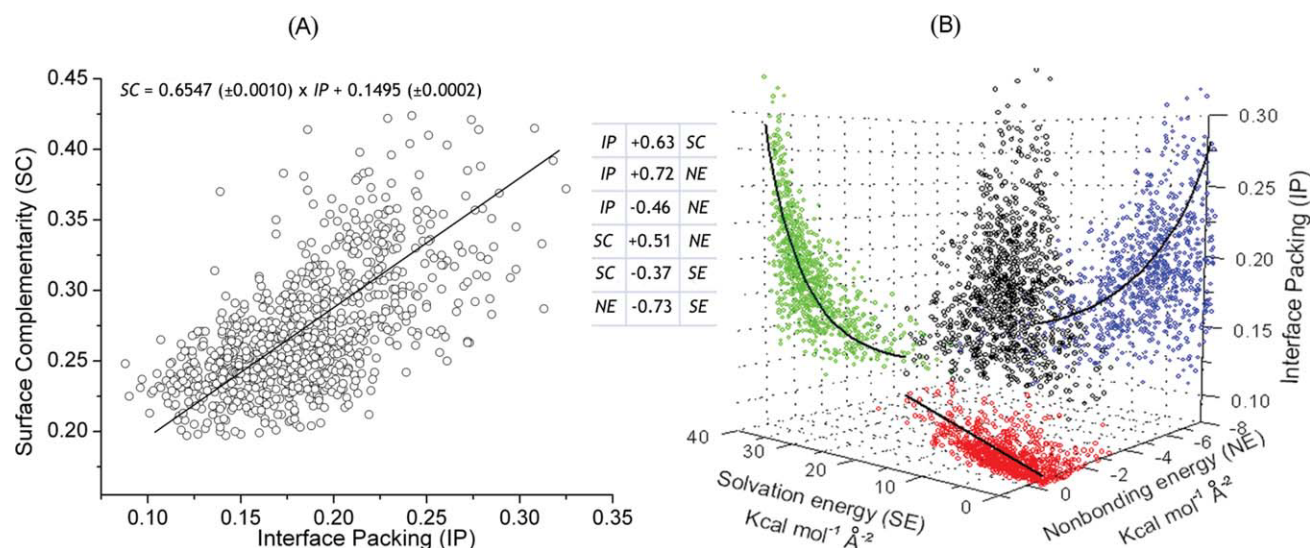 (A)
SC = 0.6547 (±0.0010) x IP + 0.1495 (±0.0002)
0.45
0.40
0.35
0.30
0.25
0.20
Surface Complementarity (SC)
0.10
0.15
0.20
0.25
0.30
0.35
Interface Packing (IP)
IP +0.63 SC
IP +0.72 NE
IP -0.46 NE
SC +0.51 NE
SC -0.37 SE
NE -0.73 SE
(B)
0.30
0.25
0.20
0.15
0.10
Interface Packing (IP)
40
30
20
10
0
Solvation energy (SE)
Kcal mol⁻¹ Å⁻²
0
-2
-4
-6
-8
Nonbonding energy (NE)
Kcal mol⁻¹ Å⁻²